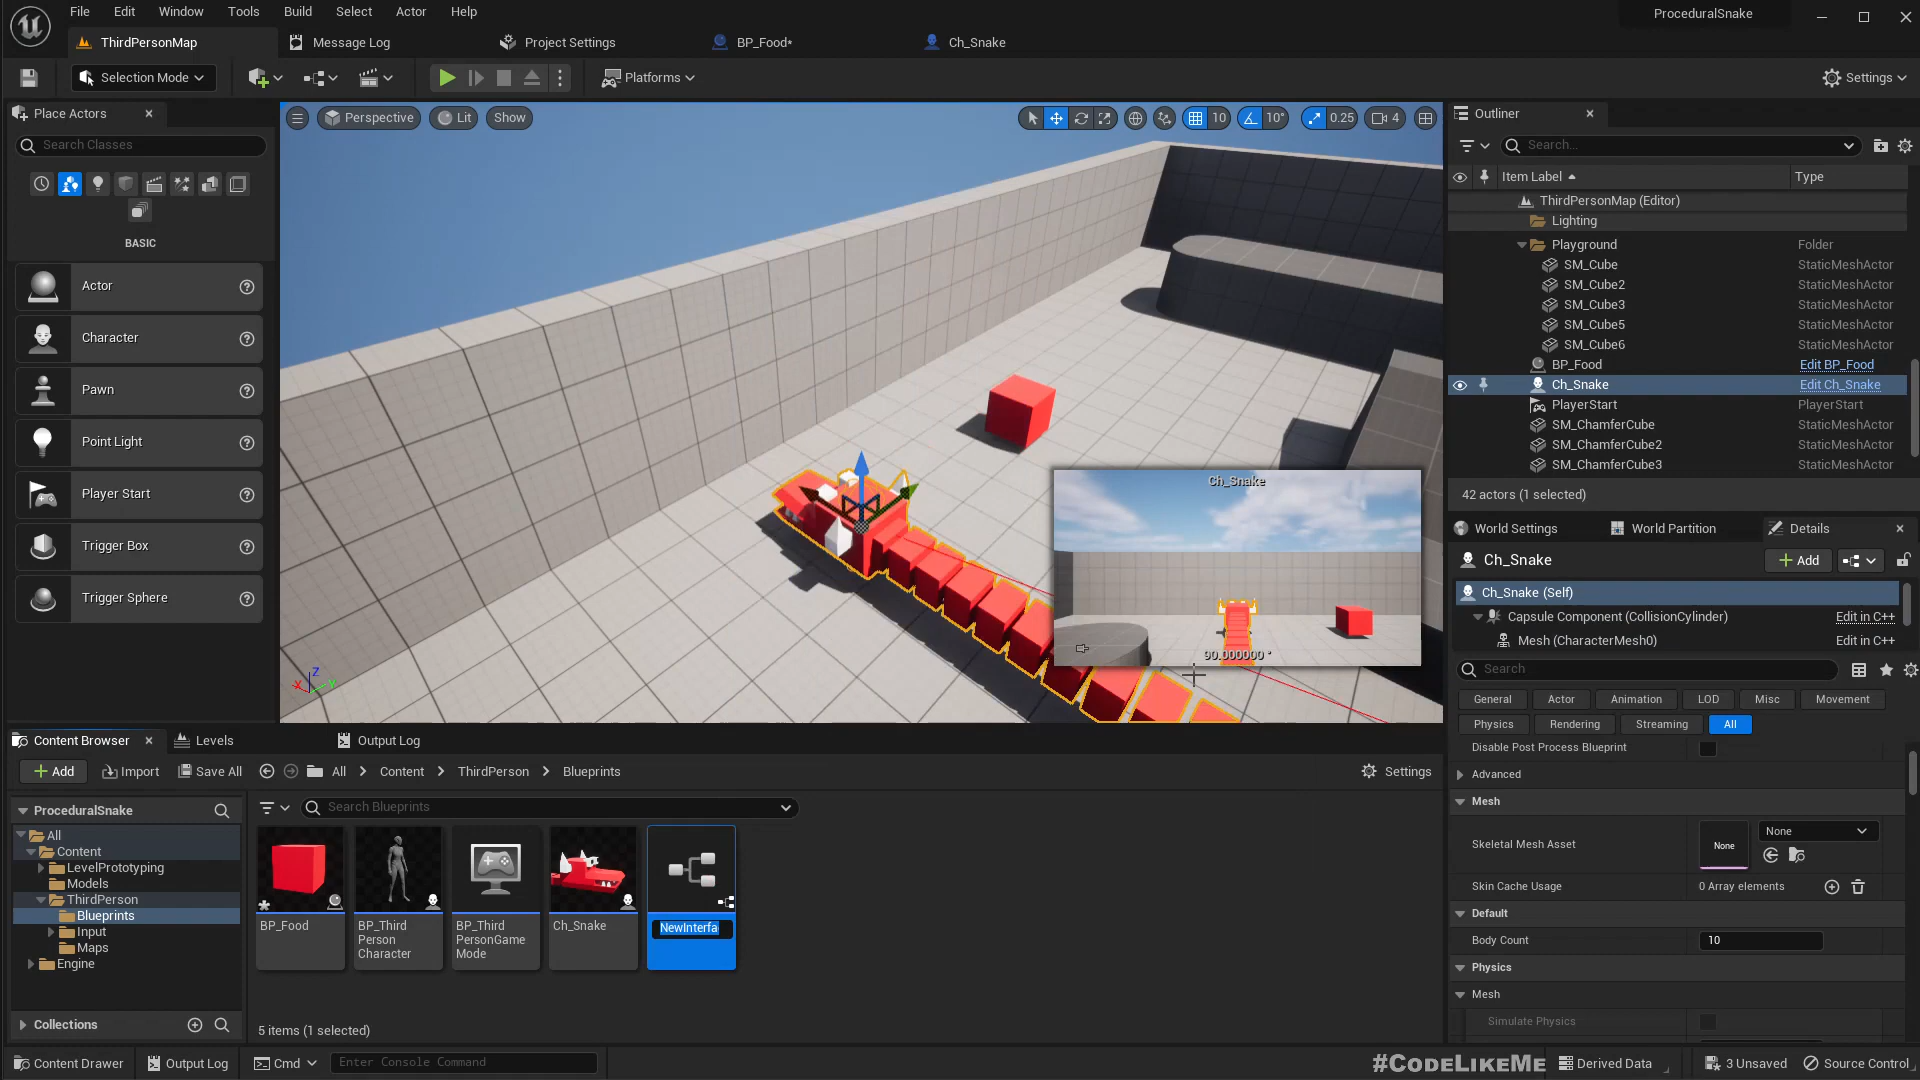 File Edit Window Tools Build Select Actor Help
ProceduralSnake
ThirdPersonMap Message Log Project Settings BP_Food* Ch_Snake
Selection Mode Platforms Settings
Place Actors
Search Classes
BASIC
Actor
Character
Pawn
Point Light
Player Start
Trigger Box
Trigger Sphere
Perspective Lit Show
10 10° 0.25 4
Ch_Snake
90.000000 °
Z
X Y
Outliner
Search...
Item Label Type
ThirdPersonMap (Editor)
Lighting
Playground Folder
SM_Cube StaticMeshActor
SM_Cube2 StaticMeshActor
SM_Cube3 StaticMeshActor
SM_Cube5 StaticMeshActor
SM_Cube6 StaticMeshActor
BP_Food Edit BP_Food
Ch_Snake Edit Ch_Snake
PlayerStart PlayerStart
SM_ChamferCube StaticMeshActor
SM_ChamferCube2 StaticMeshActor
SM_ChamferCube3 StaticMeshActor
42 actors (1 selected)
World Settings World Partition Details
Ch_Snake Add
Ch_Snake (Self)
Capsule Component (CollisionCylinder) Edit in C++
Mesh (CharacterMesh0) Edit in C++
Search
General Actor Animation LOD Misc Movement
Physics Rendering Streaming All
Disable Post Process Blueprint
Advanced
Mesh
Skeletal Mesh Asset None None
Skin Cache Usage 0 Array elements
Default
Body Count 10
Physics
Mesh
Simulate Physics
Content Browser Levels Output Log
Add Import Save All All Content ThirdPerson Blueprints Settings
ProceduralSnake
All
Content
LevelPrototyping
Models
ThirdPerson
Blueprints
Input
Maps
Engine
Collections
Search Blueprints
BP_Food
BP_Third
Person
Character
BP_Third
PersonGame
Mode
Ch_Snake
NewInterfa
5 items (1 selected)
Content Drawer Output Log Cmd Enter Console Command
#CODELIKEME
Derived Data 3 Unsaved Source Control